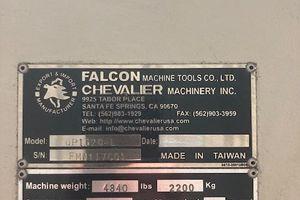 EXPORT & IMPORT
MANUFACTURER
FALCON MACHINE TOOLS CO., LTD.
CHEVALIER MACHINERY INC.
9925 TABOR PLACE
SANTA FE SPRINGS, CA 90670
TEL:(562)903-1929 FAX:(562)903-3959
Web: http://www.chevalierusa.com
E-mail: info@chevalierusa.com
Model: Date:
S/N MADE IN TAIWAN
Machine weight: 4840 lbs 2200 Kg